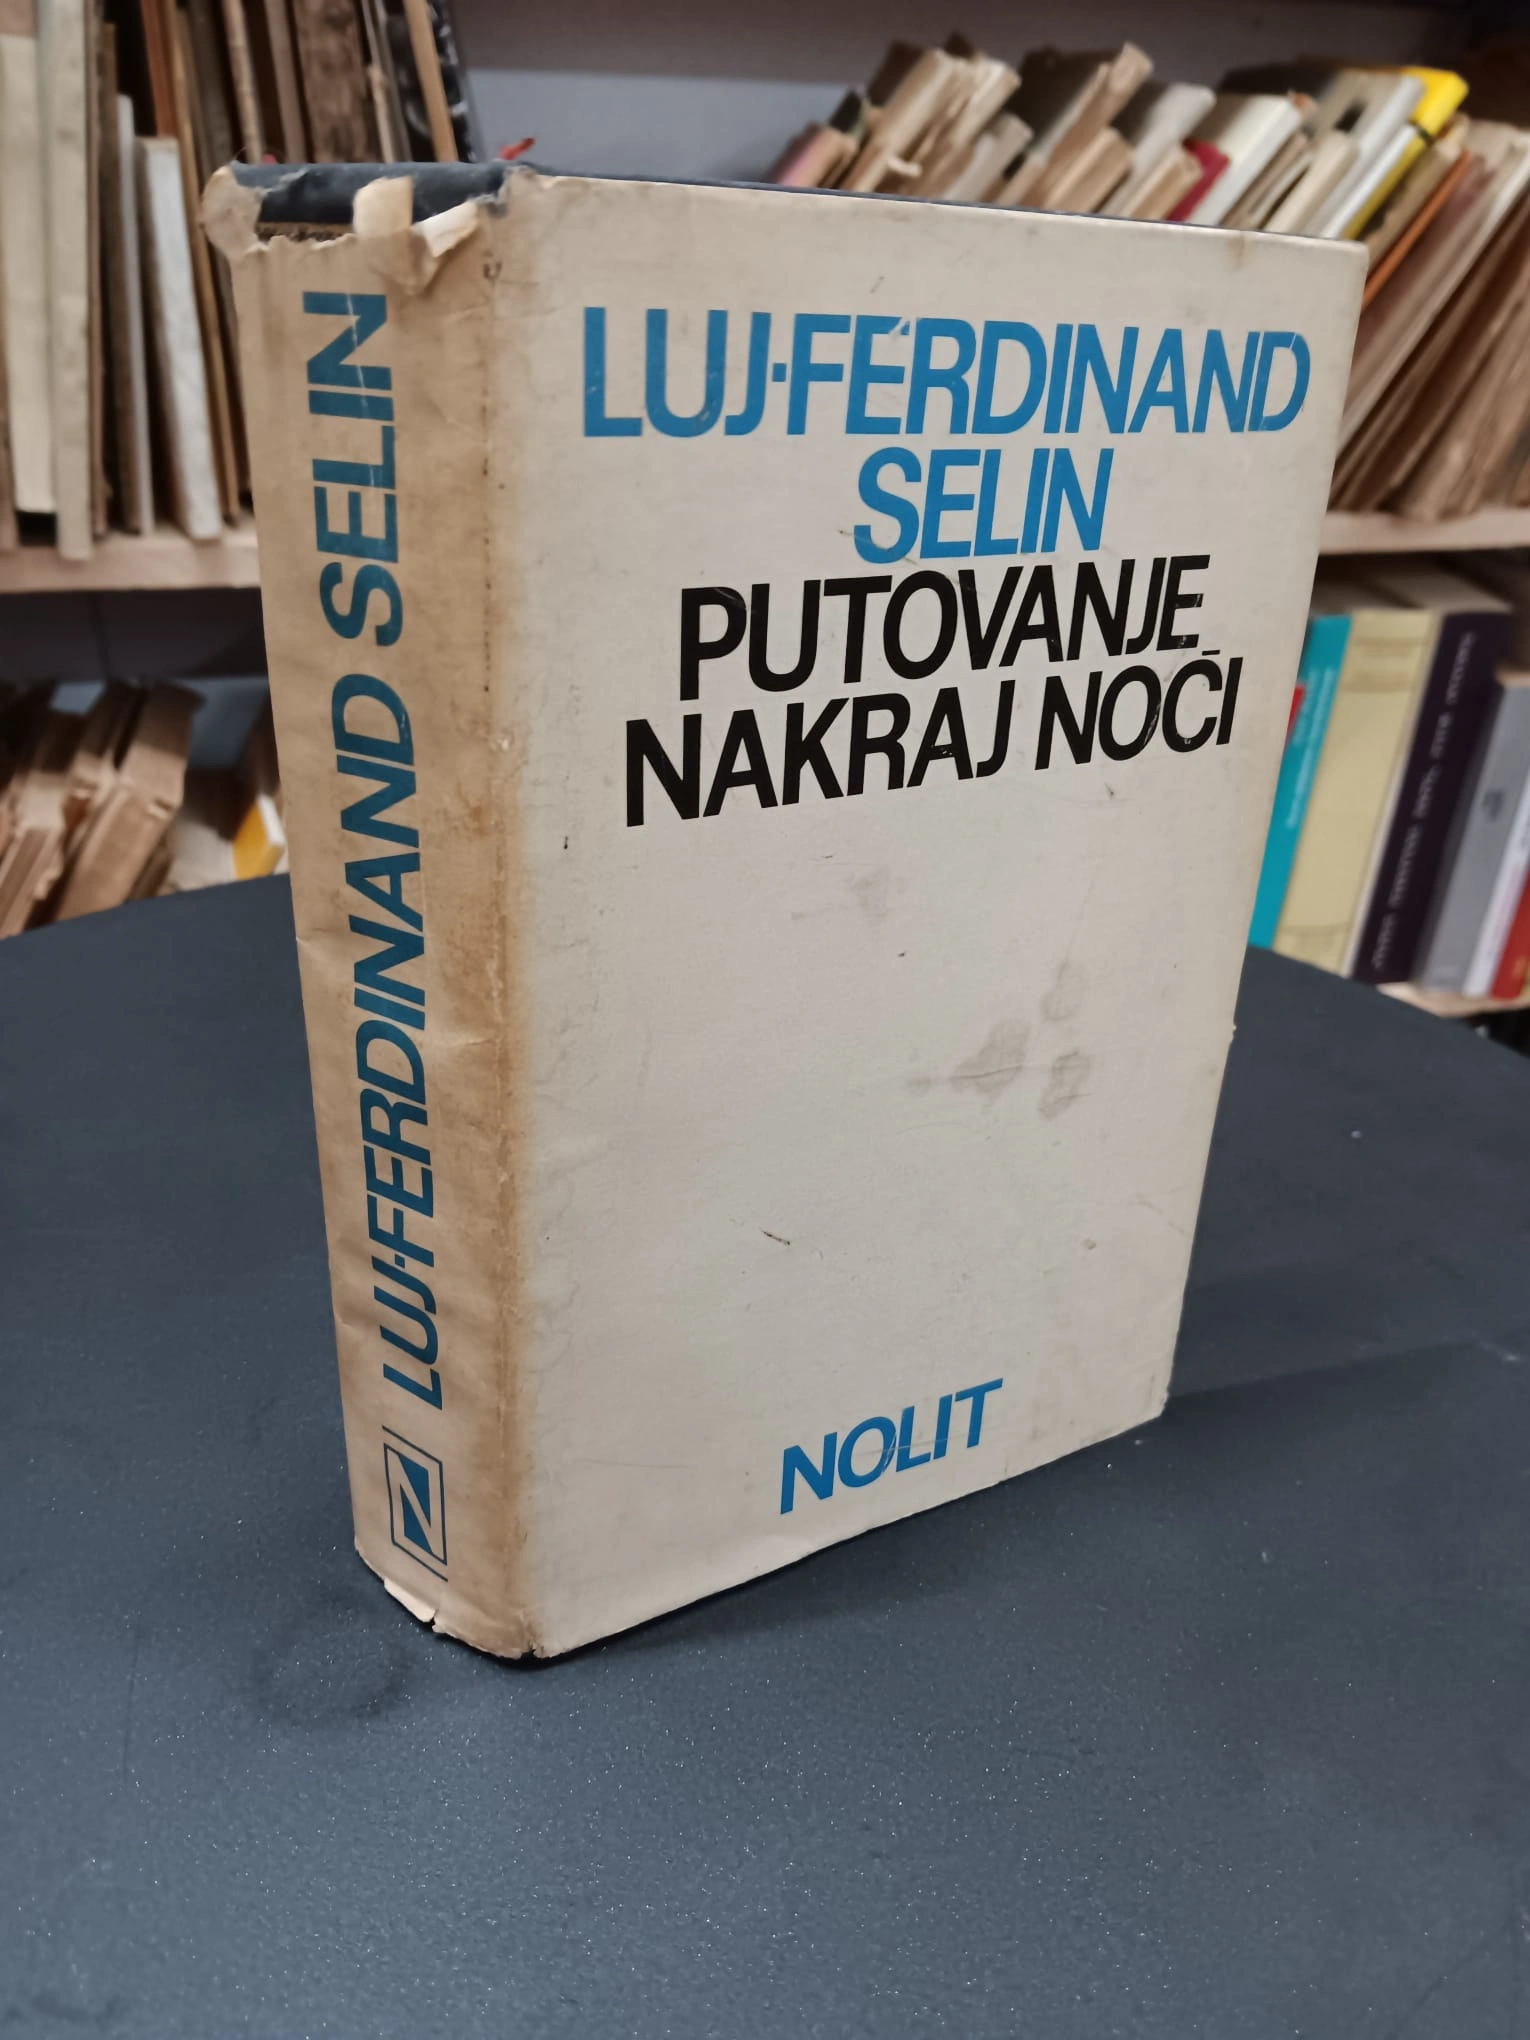 LUJ-FERDINAND SELIN
LUJ-FERDINAND
SELIN
PUTOVANJE
NAKRAJ NOĆI
NOLIT